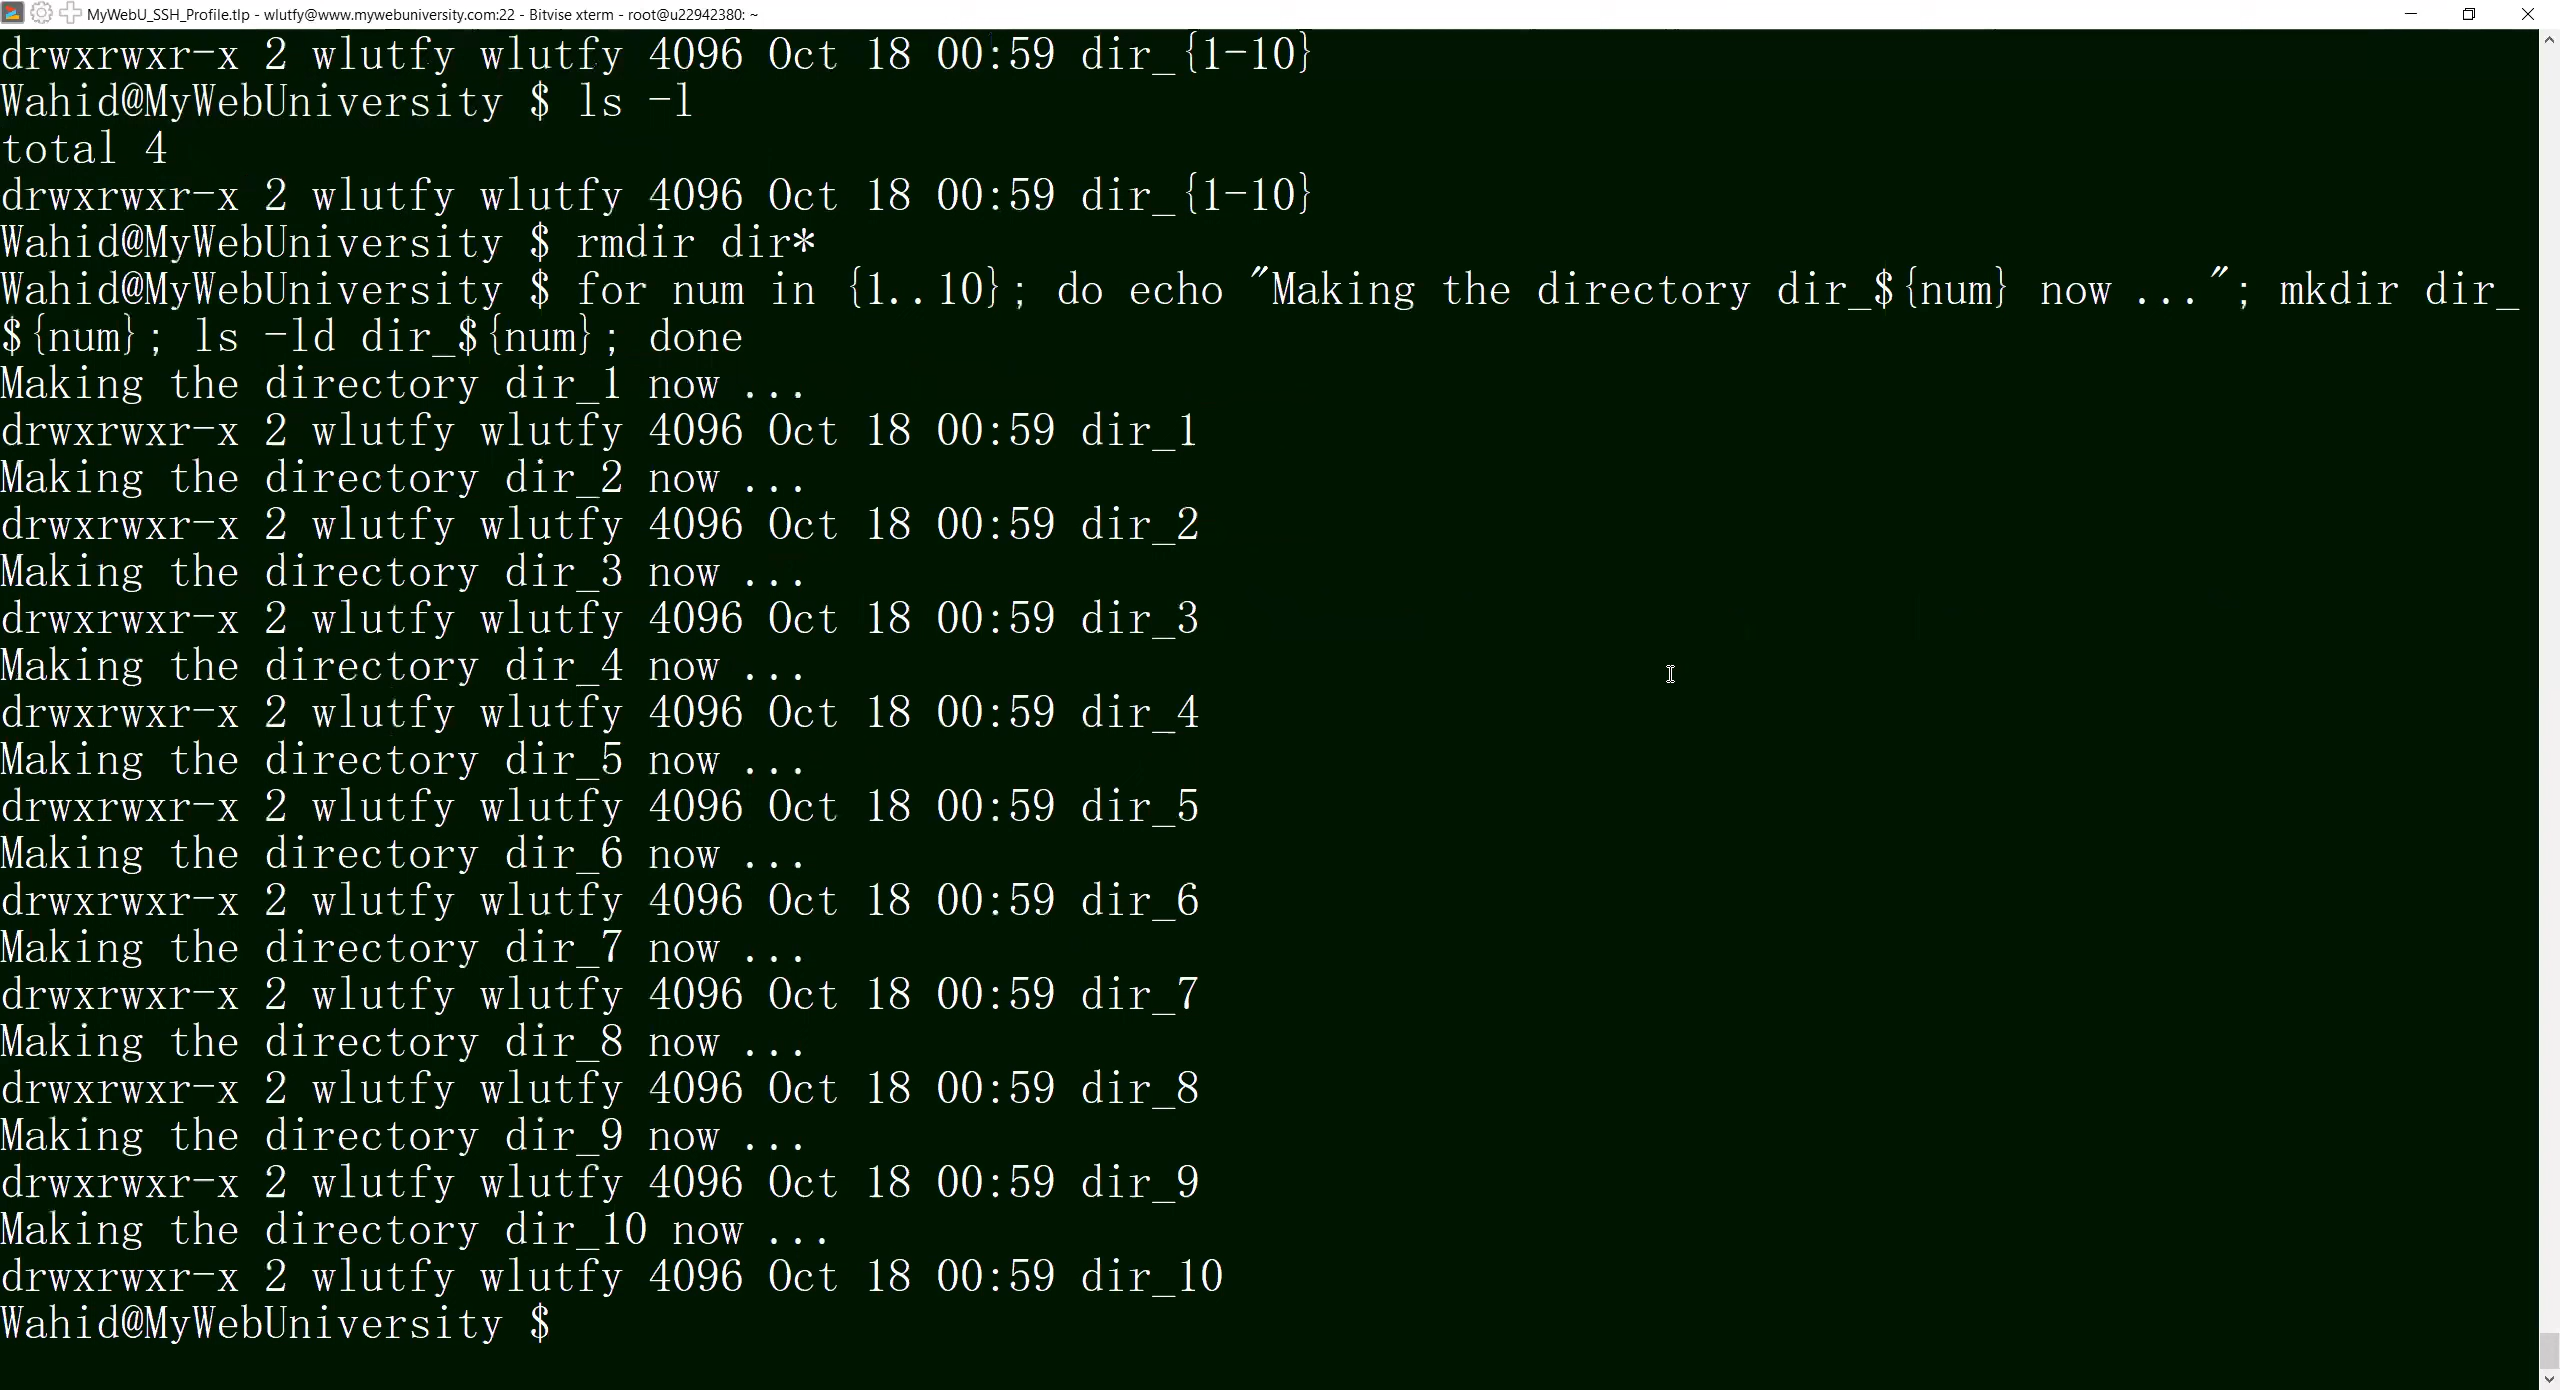 MyWebU_SSH_Profile.tlp - wlutfy@www.mywebuniversity.com:22 - Bitvise xterm - root@u22942380: ~
drwxrwxr-x 2 wlutfy wlutfy 4096 Oct 18 00:59 dir_{1-10}
Wahid@MyWebUniversity $ ls -l
total 4
drwxrwxr-x 2 wlutfy wlutfy 4096 Oct 18 00:59 dir_{1-10}
Wahid@MyWebUniversity $ rmdir dir*
Wahid@MyWebUniversity $ for num in {1..10}; do echo "Making the directory dir_${num} now ..."; mkdir dir_
${num}; ls -ld dir_${num}; done
Making the directory dir_1 now ...
drwxrwxr-x 2 wlutfy wlutfy 4096 Oct 18 00:59 dir_1
Making the directory dir_2 now ...
drwxrwxr-x 2 wlutfy wlutfy 4096 Oct 18 00:59 dir_2
Making the directory dir_3 now ...
drwxrwxr-x 2 wlutfy wlutfy 4096 Oct 18 00:59 dir_3
Making the directory dir_4 now ...
drwxrwxr-x 2 wlutfy wlutfy 4096 Oct 18 00:59 dir_4
Making the directory dir_5 now ...
drwxrwxr-x 2 wlutfy wlutfy 4096 Oct 18 00:59 dir_5
Making the directory dir_6 now ...
drwxrwxr-x 2 wlutfy wlutfy 4096 Oct 18 00:59 dir_6
Making the directory dir_7 now ...
drwxrwxr-x 2 wlutfy wlutfy 4096 Oct 18 00:59 dir_7
Making the directory dir_8 now ...
drwxrwxr-x 2 wlutfy wlutfy 4096 Oct 18 00:59 dir_8
Making the directory dir_9 now ...
drwxrwxr-x 2 wlutfy wlutfy 4096 Oct 18 00:59 dir_9
Making the directory dir_10 now ...
drwxrwxr-x 2 wlutfy wlutfy 4096 Oct 18 00:59 dir_10
Wahid@MyWebUniversity $